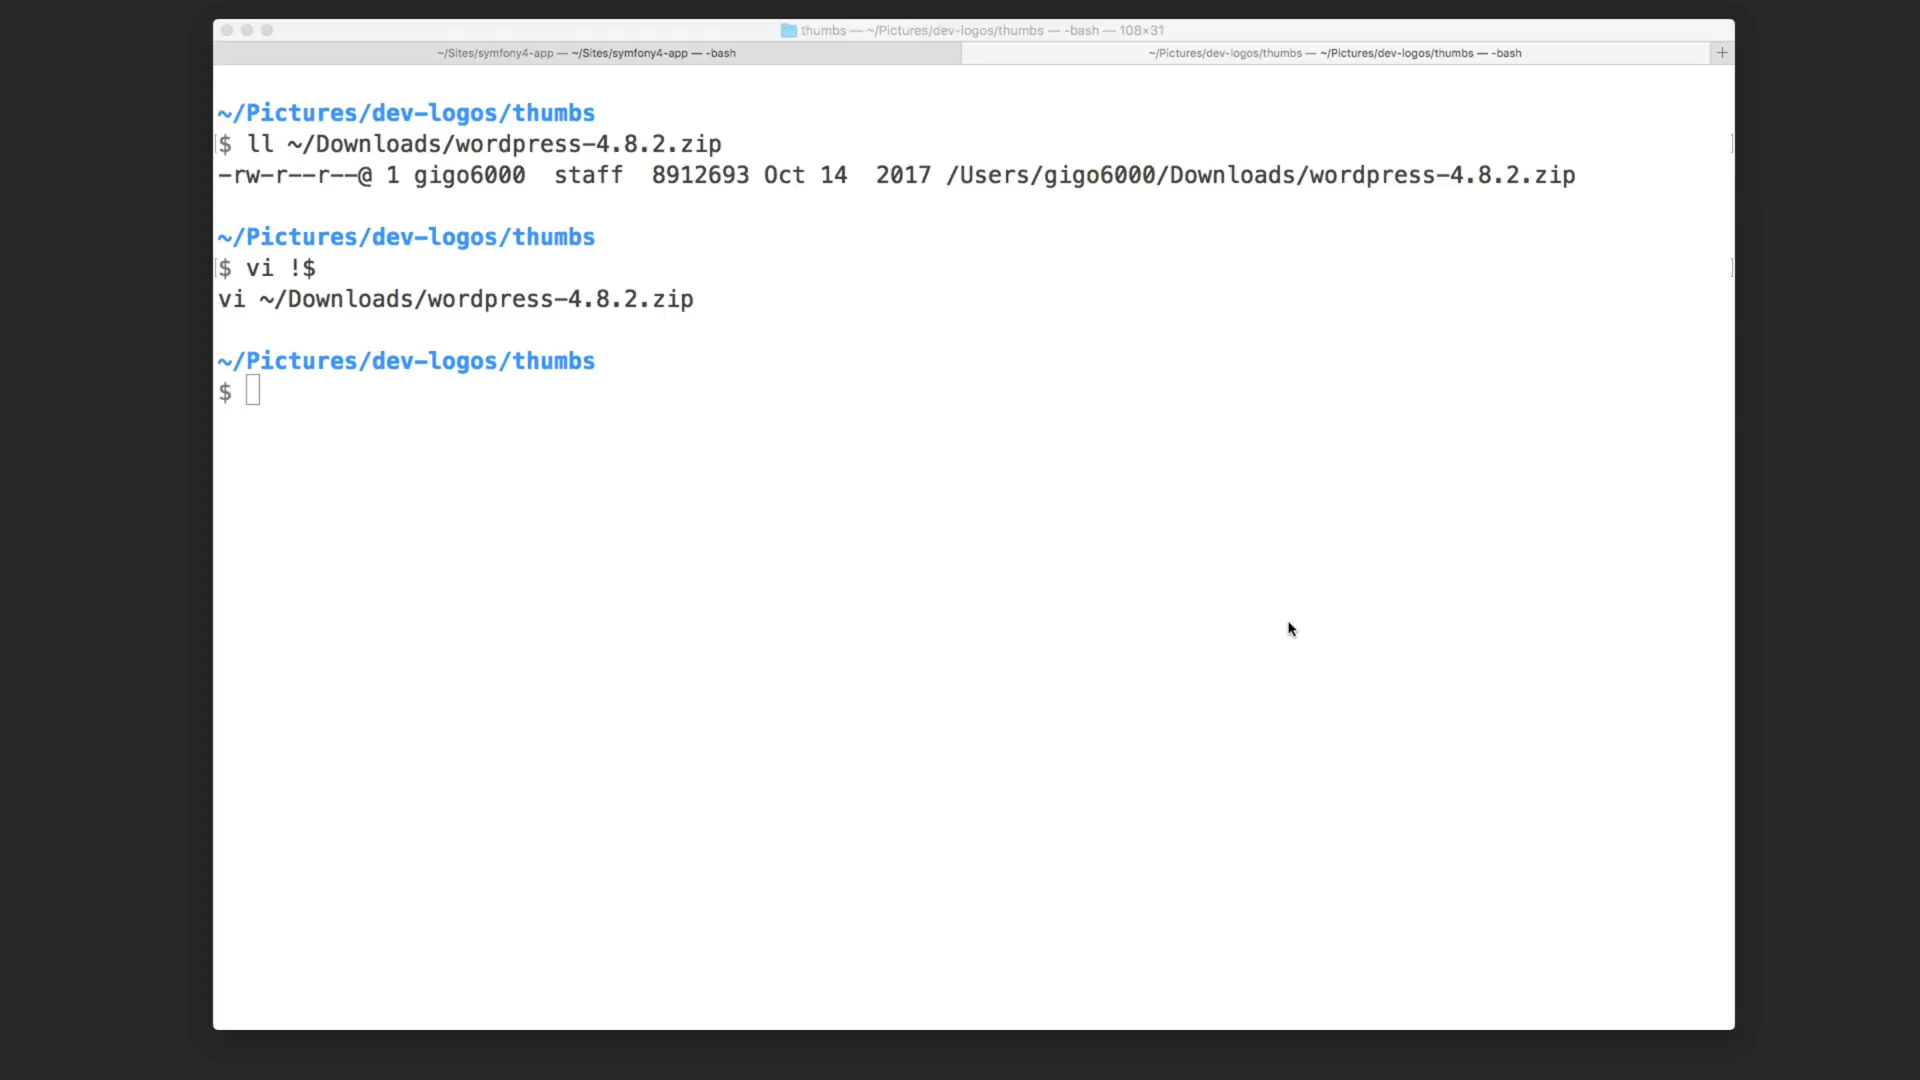 thumbs — ~/Pictures/dev-logos/thumbs — -bash — 108×31
~/Sites/symfony4-app — ~/Sites/symfony4-app — -bash
~/Pictures/dev-logos/thumbs — ~/Pictures/dev-logos/thumbs — -bash
+
~/Pictures/dev-logos/thumbs
$ ll ~/Downloads/wordpress-4.8.2.zip
-rw-r--r--@ 1 gigo6000  staff  8912693 Oct 14  2017 /Users/gigo6000/Downloads/wordpress-4.8.2.zip
~/Pictures/dev-logos/thumbs
$ vi !$
vi ~/Downloads/wordpress-4.8.2.zip
~/Pictures/dev-logos/thumbs
$